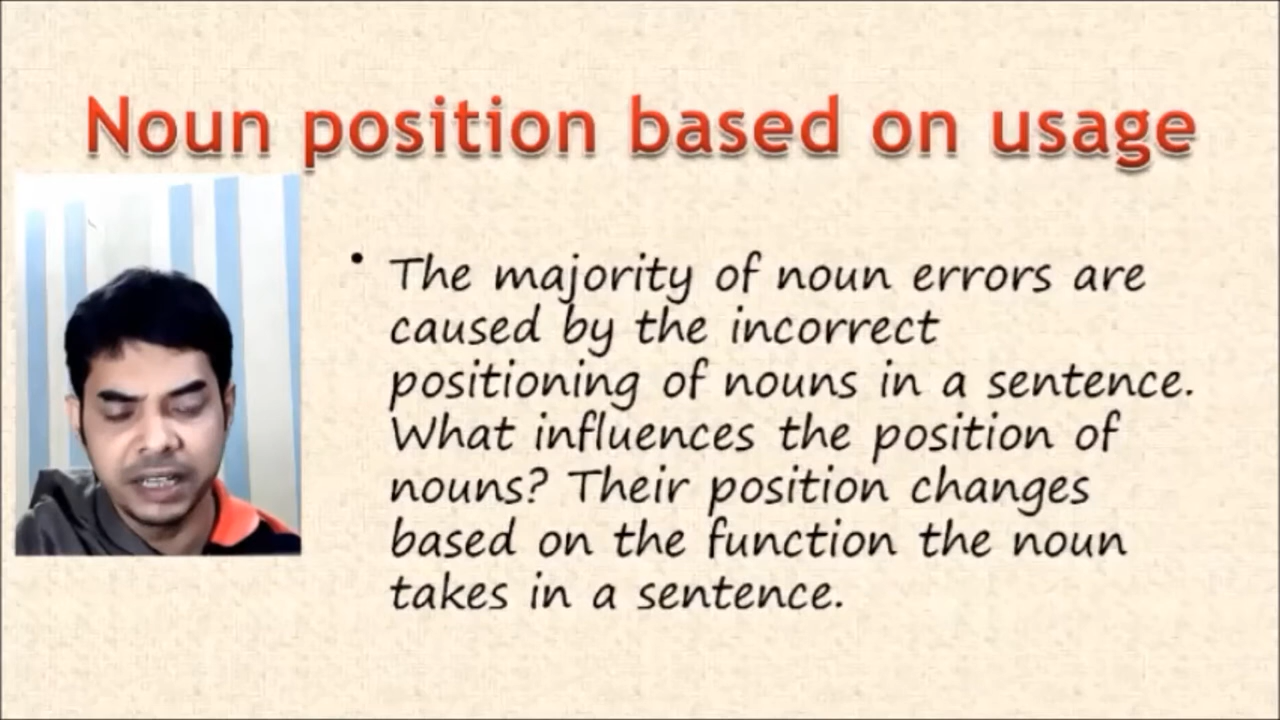 Noun position based on usage
• The majority of noun errors are
caused by the incorrect
positioning of nouns in a sentence.
What influences the position of
nouns? Their position changes
based on the function the noun
takes in a sentence.